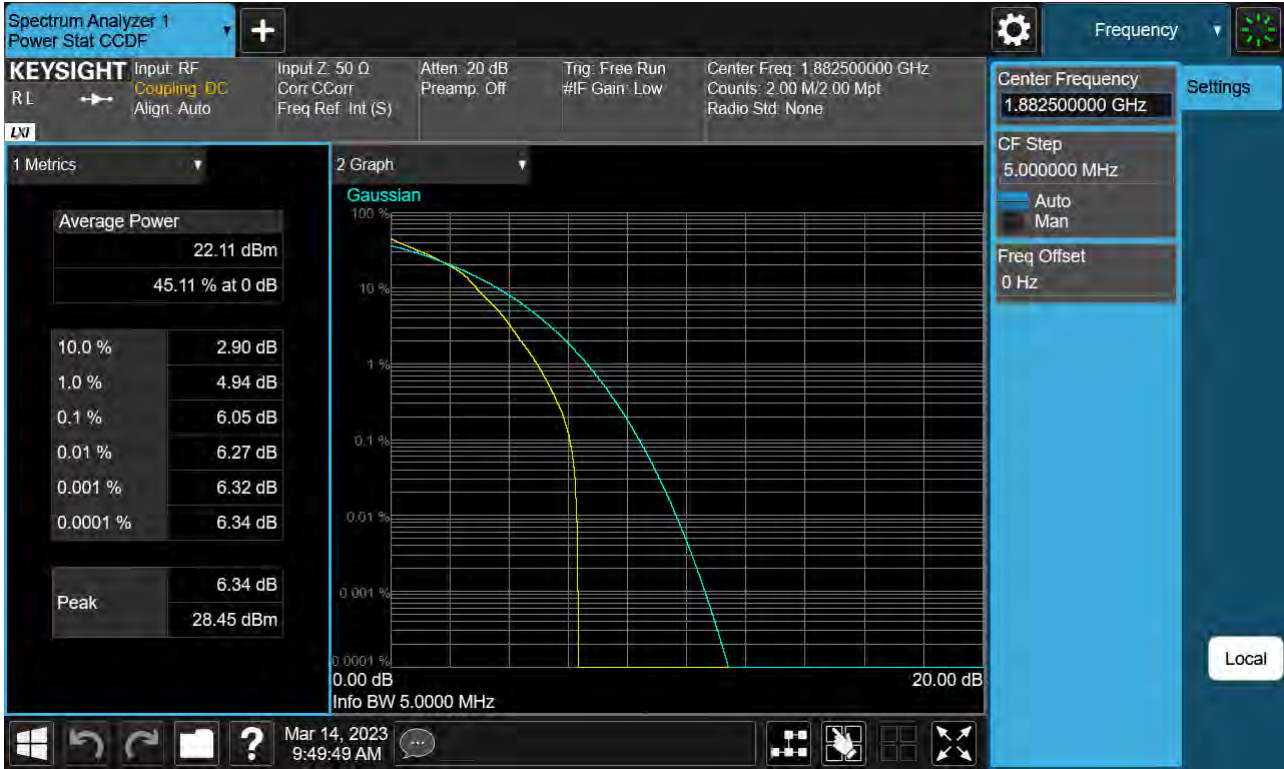 Spectrum Analyzer 1
Power Stat CCDF
Frequency
KEYSIGHT
R L
LXI
Input: RF
Coupling: DC
Align: Auto
Input Z: 50 Ω
Corr CCorr
Freq Ref: Int (S)
Atten: 20 dB
Preamp: Off
Trig: Free Run
#IF Gain: Low
Center Freq: 1.882500000 GHz
Counts: 2.00 M/2.00 Mpt
Radio Std: None
Center Frequency
1.882500000 GHz
Settings
CF Step
5.000000 MHz
Auto
Man
Freq Offset
0 Hz
Local
1 Metrics
Average Power
22.11 dBm
45.11 % at 0 dB
10.0 % 2.90 dB
1.0 % 4.94 dB
0.1 % 6.05 dB
0.01 % 6.27 dB
0.001 % 6.32 dB
0.0001 % 6.34 dB
Peak
6.34 dB
28.45 dBm
2 Graph
Gaussian
100 %
10 %
1 %
0.1 %
0.01 %
0.001 %
0.0001 %
0.00 dB 20.00 dB
Info BW 5.0000 MHz
?
Mar 14, 2023
9:49:49 AM